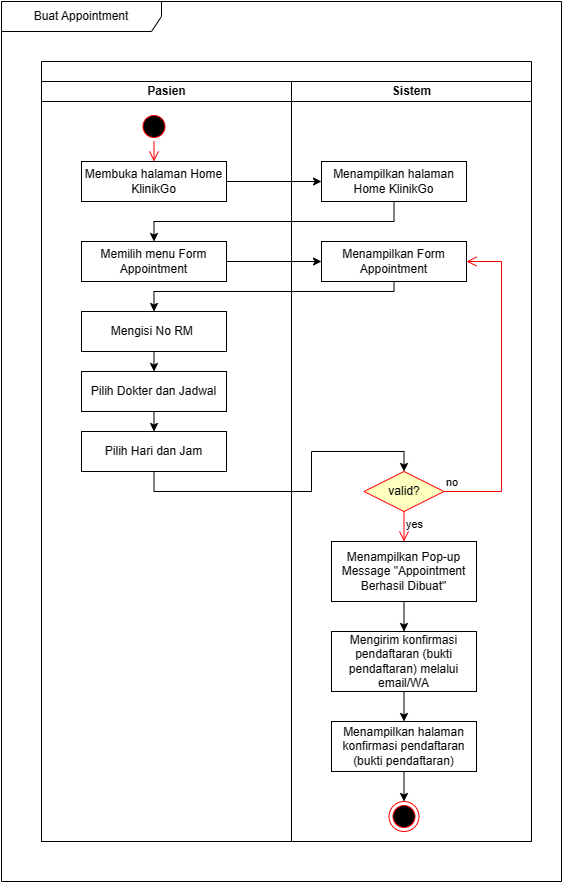 Buat Appointment
Pasien
Sistem
Membuka halaman Home
KlinikGo
Menampilkan halaman
Home KlinikGo
Memilih menu Form
Appointment
Menampilkan Form
Appointment
Mengisi No RM
Pilih Dokter dan Jadwal
Pilih Hari dan Jam
valid?
no
yes
Menampilkan Pop-up
Message "Appointment
Berhasil Dibuat"
Mengirim konfirmasi
pendaftaran (bukti
pendaftaran) melalui
email/WA
Menampilkan halaman
konfirmasi pendaftaran
(bukti pendaftaran)